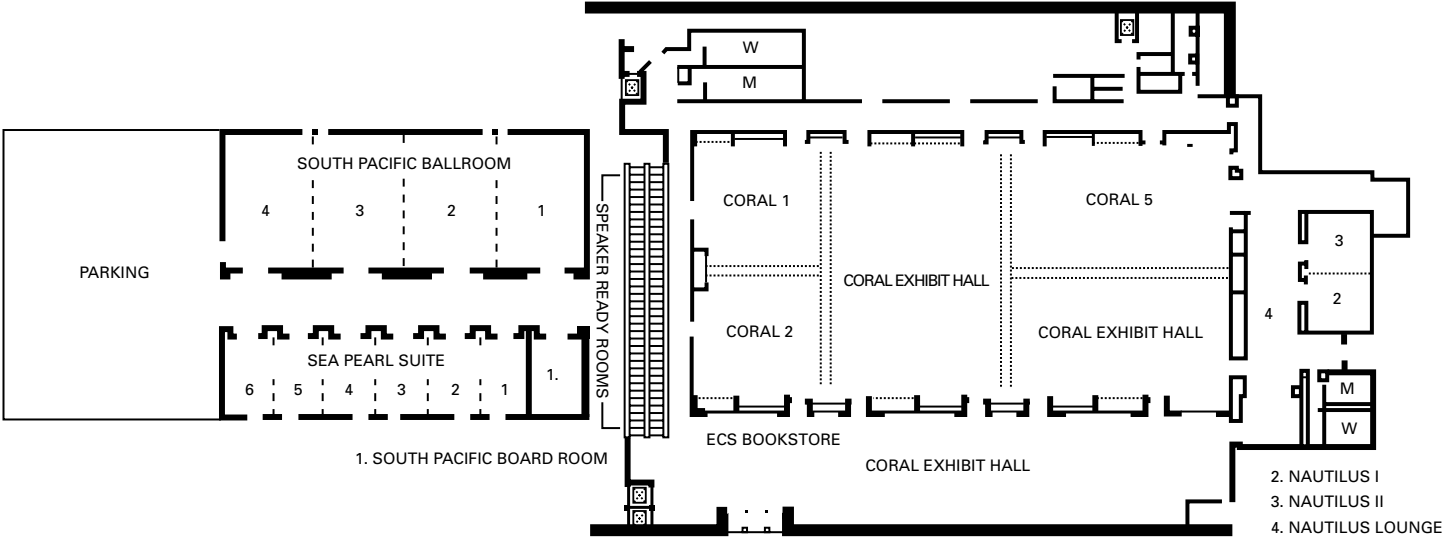 W
M
SOUTH PACIFIC BALLROOM
4 3 2 1
CORAL 1
CORAL 5
SPEAKER READY ROOMS
PARKING
CORAL EXHIBIT HALL
3
2
4
CORAL 2
CORAL EXHIBIT HALL
SEA PEARL SUITE
6 5 4 3 2 1
1.
M
W
ECS BOOKSTORE
1. SOUTH PACIFIC BOARD ROOM
CORAL EXHIBIT HALL
2. NAUTILUS I
3. NAUTILUS II
4. NAUTILUS LOUNGE